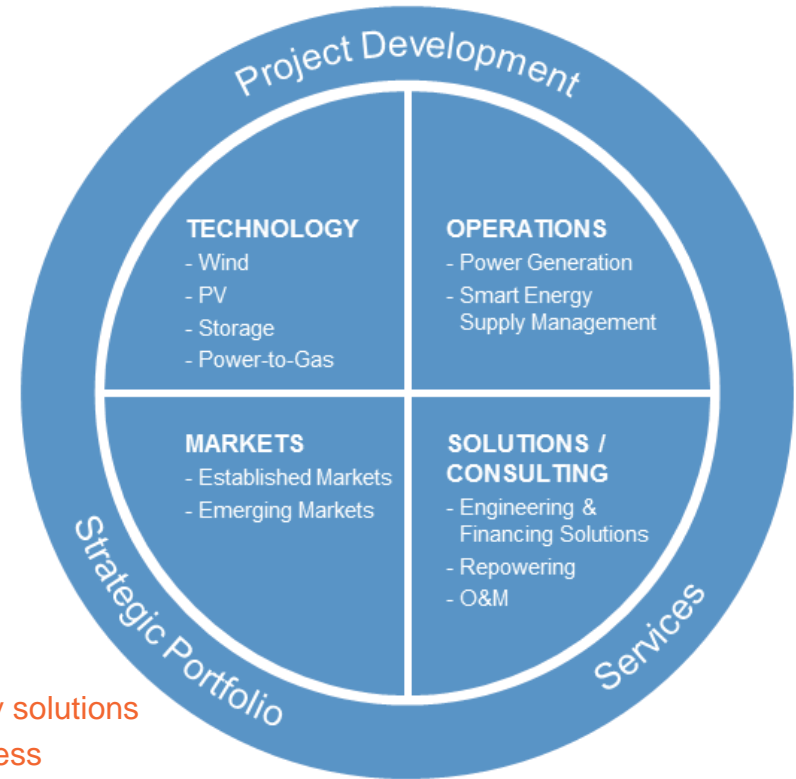 Project Development
TECHNOLOGY
- Wind
- PV
- Storage
- Power-to-Gas
OPERATIONS
- Power Generation
- Smart Energy
Supply Management
MARKETS
- Established Markets
- Emerging Markets
SOLUTIONS /
CONSULTING
- Engineering &
Financing Solutions
- Repowering
- O&M
Strategic Portfolio
Services
solutions